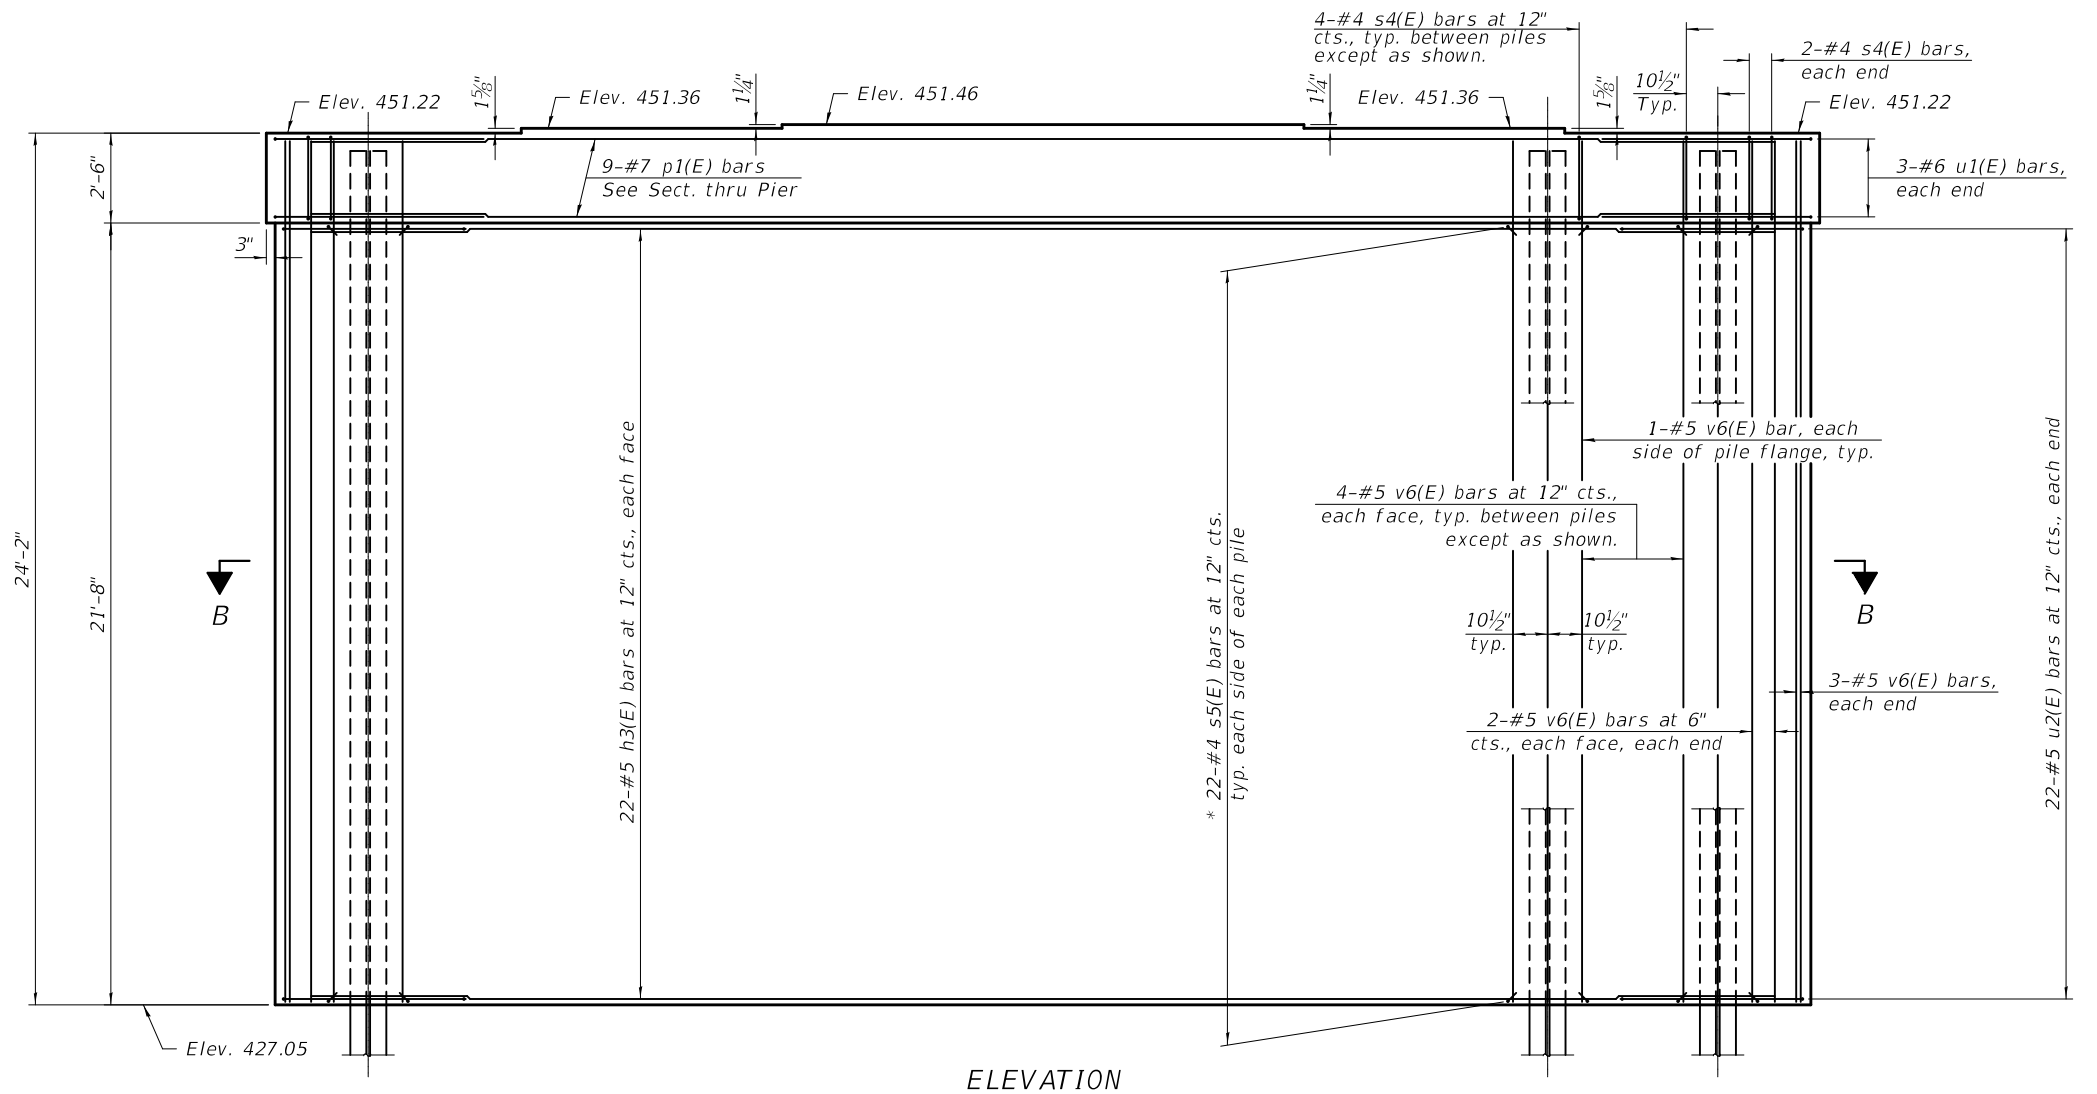 4-#4 s4(E) bars at 12"
cts., typ. between piles
except as shown.
2-#4 s4(E) bars,
each end
10½"
Typ.
1⅝"
Elev. 451.22
Elev. 451.36
1¼"
Elev. 451.46
1¼"
Elev. 451.36
1⅝"
Elev. 451.22
2'-6"
9-#7 p1(E) bars
See Sect. thru Pier
3-#6 u1(E) bars,
each end
3"
24'-2"
21'-8"
22-#5 h3(E) bars at 12" cts., each face
* 22-#4 s5(E) bars at 12" cts.
typ. each side of each pile
1-#5 v6(E) bar, each
side of pile flange, typ.
4-#5 v6(E) bars at 12" cts.,
each face, typ. between piles
except as shown.
22-#5 u2(E) bars at 12" cts., each end
B
B
10½"
typ.
10½"
typ.
3-#5 v6(E) bars,
each end
2-#5 v6(E) bars at 6"
cts., each face, each end
Elev. 427.05
ELEVATION